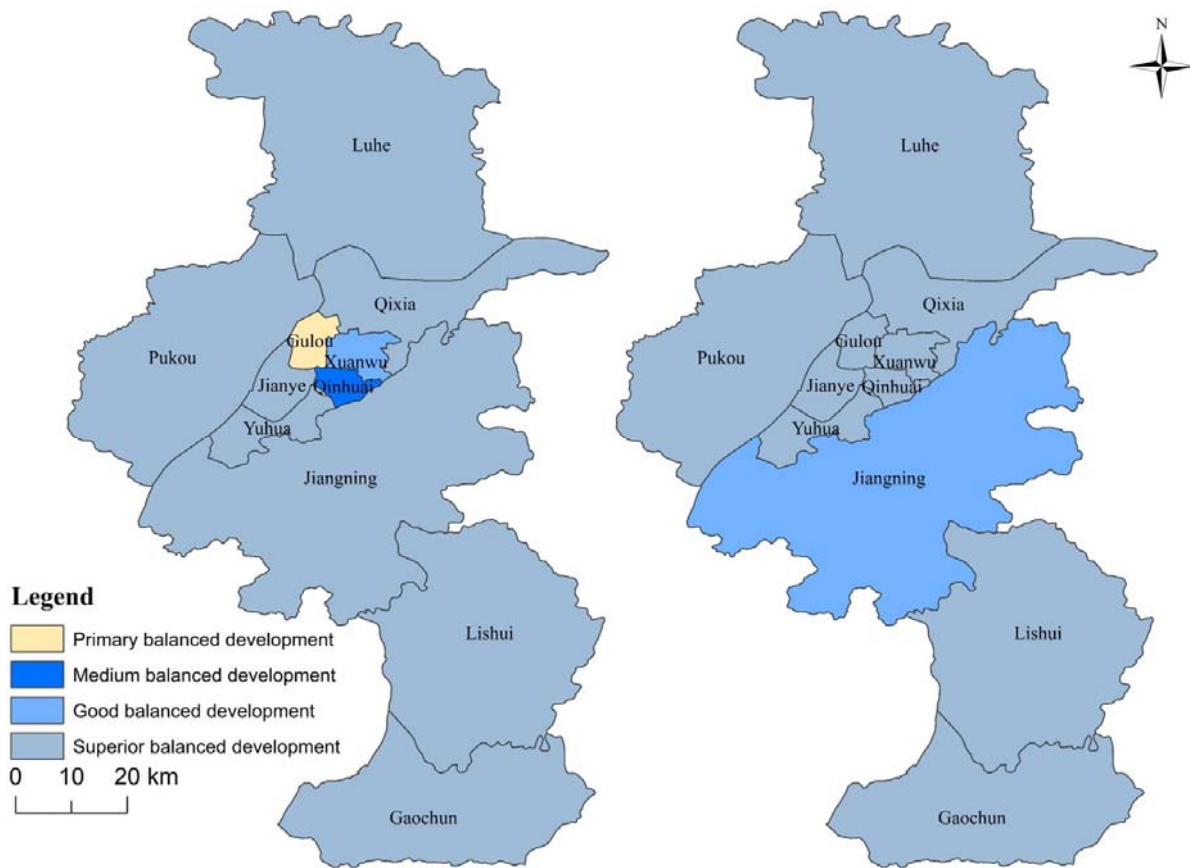 N
Luhe
Luhe
Qixia
Qixia
Gulou
Gulou
Pukou
Xuanwu
Pukou
Xuanwu
Jianye
Qinhuai
Jianye
Qinhuai
Yuhua
Yuhua
Jiangning
Jiangning
Legend
Primary balanced development
Medium balanced development
Good balanced development
Superior balanced development
0 10 20 km
Lishui
Lishui
Gaochun
Gaochun